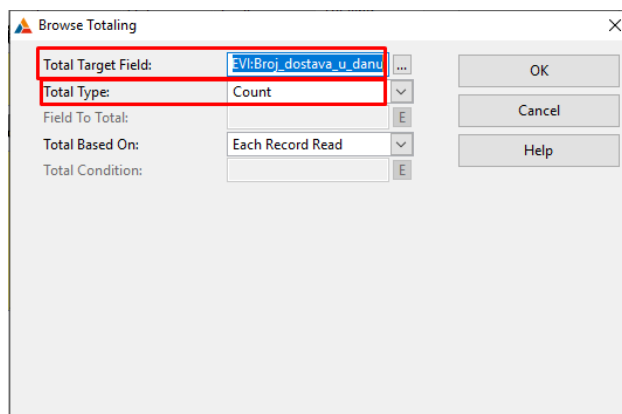 Browse Totaling
Total Target Field: EVI:Broj_dostava_u_danu ...
OK
Total Type: Count
Cancel
Field To Total: E
Total Based On: Each Record Read
Help
Total Condition: E